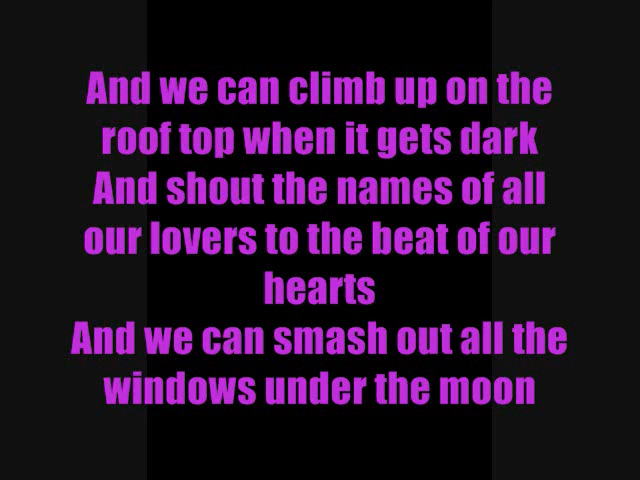 And we can climb up on the
roof top when it gets dark
And shout the names of all
our lovers to the beat of our
hearts
And we can smash out all the
windows under the moon